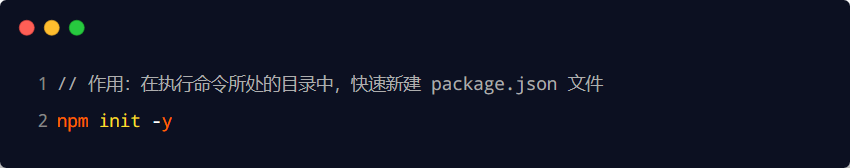 1 // 作用：在执行命令所处的目录中，快速新建 package.json 文件
2 npm init -y